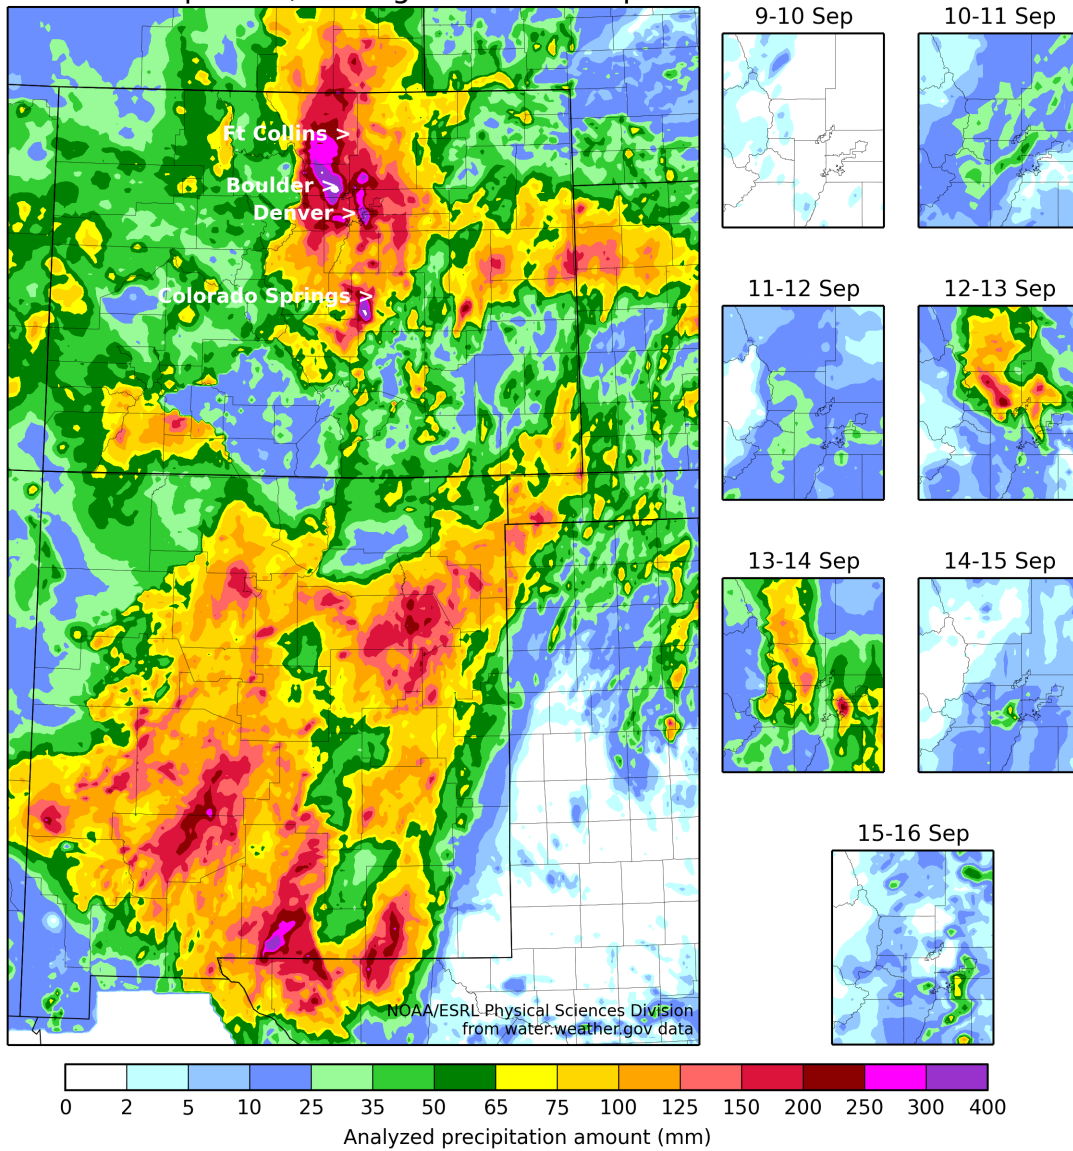 9-10 Sep
10-11 Sep
Ft Collins >
Boulder >
Denver >
Colorado Springs >
11-12 Sep
12-13 Sep
13-14 Sep
14-15 Sep
15-16 Sep
NOAA/ESRL Physical Sciences Division
from water.weather.gov data
0 2 5 10 25 35 50 65 75 100 125 150 200 250 300 400
Analyzed precipitation amount (mm)